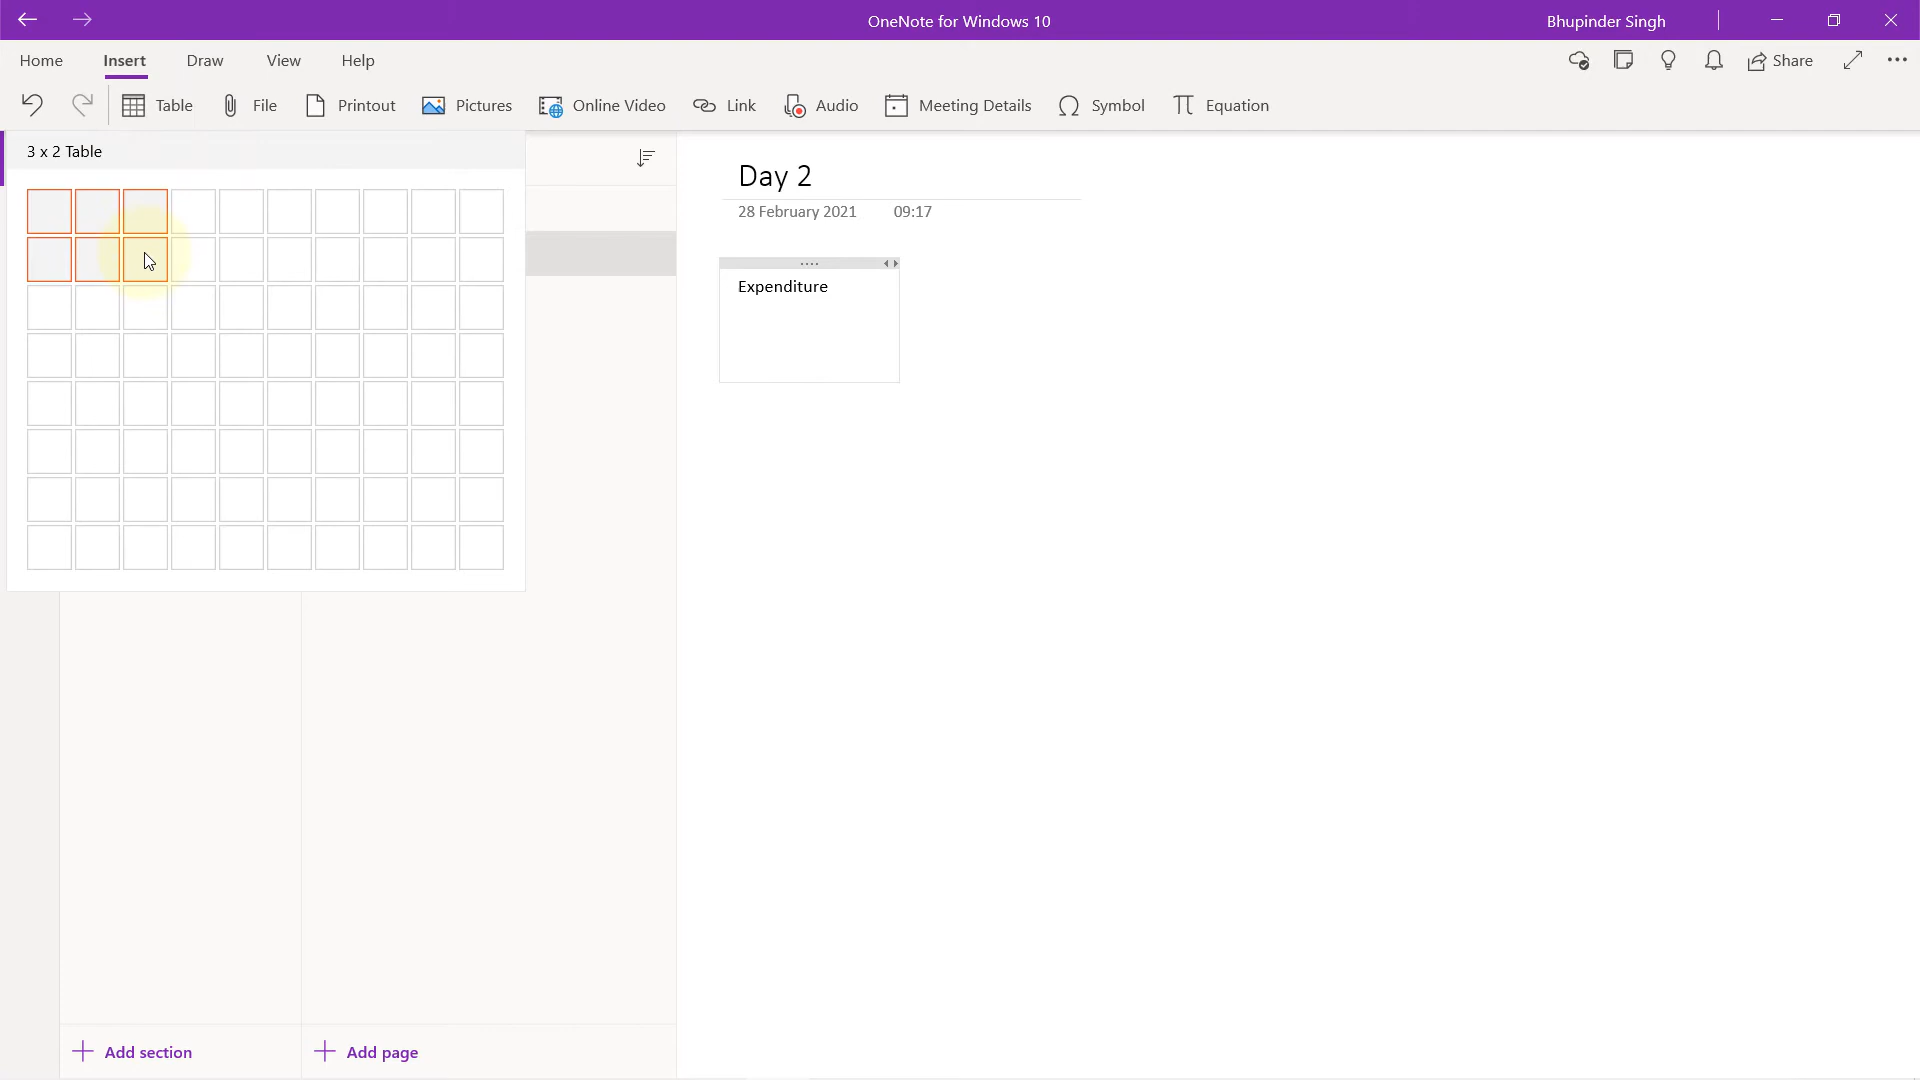 OneNote for Windows 10
Bhupinder Singh
Home Insert Draw View Help
Share
Table File Printout Pictures Online Video Link Audio Meeting Details Symbol Equation
3 x 2 Table
Day 2
28 February 2021 09:17
Expenditure
Add section
Add page